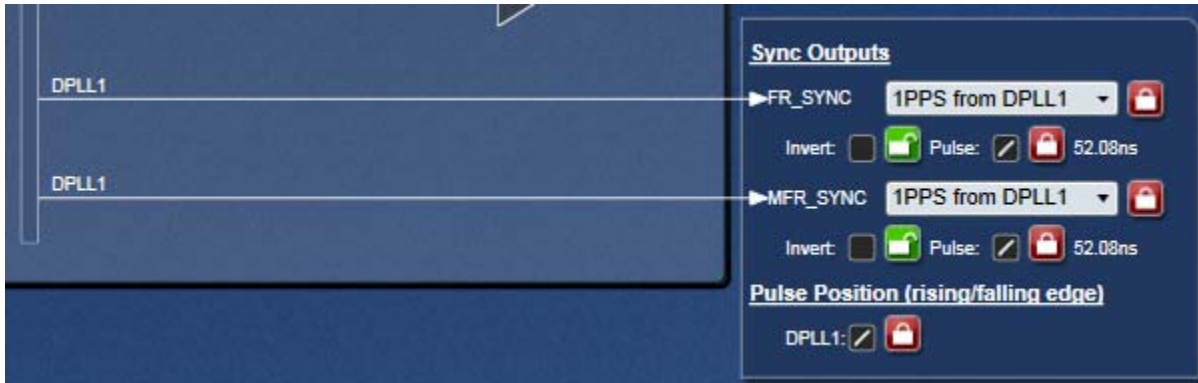 Sync Outputs
DPLL1
FR_SYNC 1PPS from DPLL1
Invert: Pulse: 52.08ns
DPLL1
MFR_SYNC 1PPS from DPLL1
Invert: Pulse: 52.08ns
Pulse Position (rising/falling edge)
DPLL1: